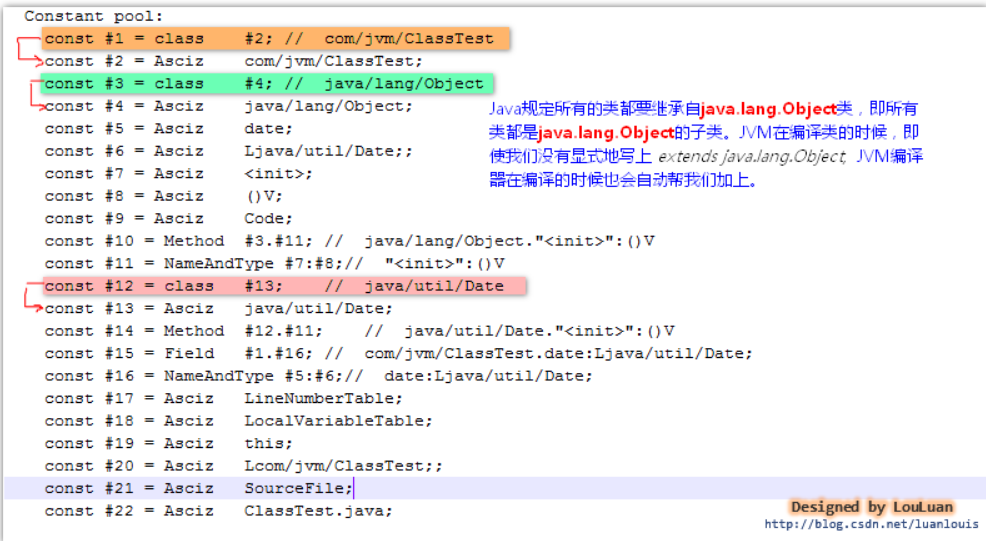 Constant pool:
const #1 = class    #2; //  com/jvm/ClassTest
const #2 = Asciz    com/jvm/ClassTest;
const #3 = class    #4; //  java/lang/Object
const #4 = Asciz    java/lang/Object;
const #5 = Asciz    date;
const #6 = Asciz    Ljava/util/Date;;
const #7 = Asciz    <init>;
const #8 = Asciz    ()V;
const #9 = Asciz    Code;
const #10 = Method  #3.#11; //  java/lang/Object."<init>":()V
const #11 = NameAndType #7:#8;//  "<init>":()V
const #12 = class   #13;    //  java/util/Date
const #13 = Asciz   java/util/Date;
const #14 = Method  #12.#11;    //  java/util/Date."<init>":()V
const #15 = Field   #1.#16; //  com/jvm/ClassTest.date:Ljava/util/Date;
const #16 = NameAndType #5:#6;//  date:Ljava/util/Date;
const #17 = Asciz   LineNumberTable;
const #18 = Asciz   LocalVariableTable;
const #19 = Asciz   this;
const #20 = Asciz   Lcom/jvm/ClassTest;;
const #21 = Asciz   SourceFile;
const #22 = Asciz   ClassTest.java;
Java规定所有的类都要继承自java.lang.Object类，即所有
类都是java.lang.Object的子类。JVM在编译类的时候，即
使我们没有显式地写上 extends java.lang.Object, JVM编译
器在编译的时候也会自动帮我们加上。
Designed by LouLuan
http://blog.csdn.net/luanlouis